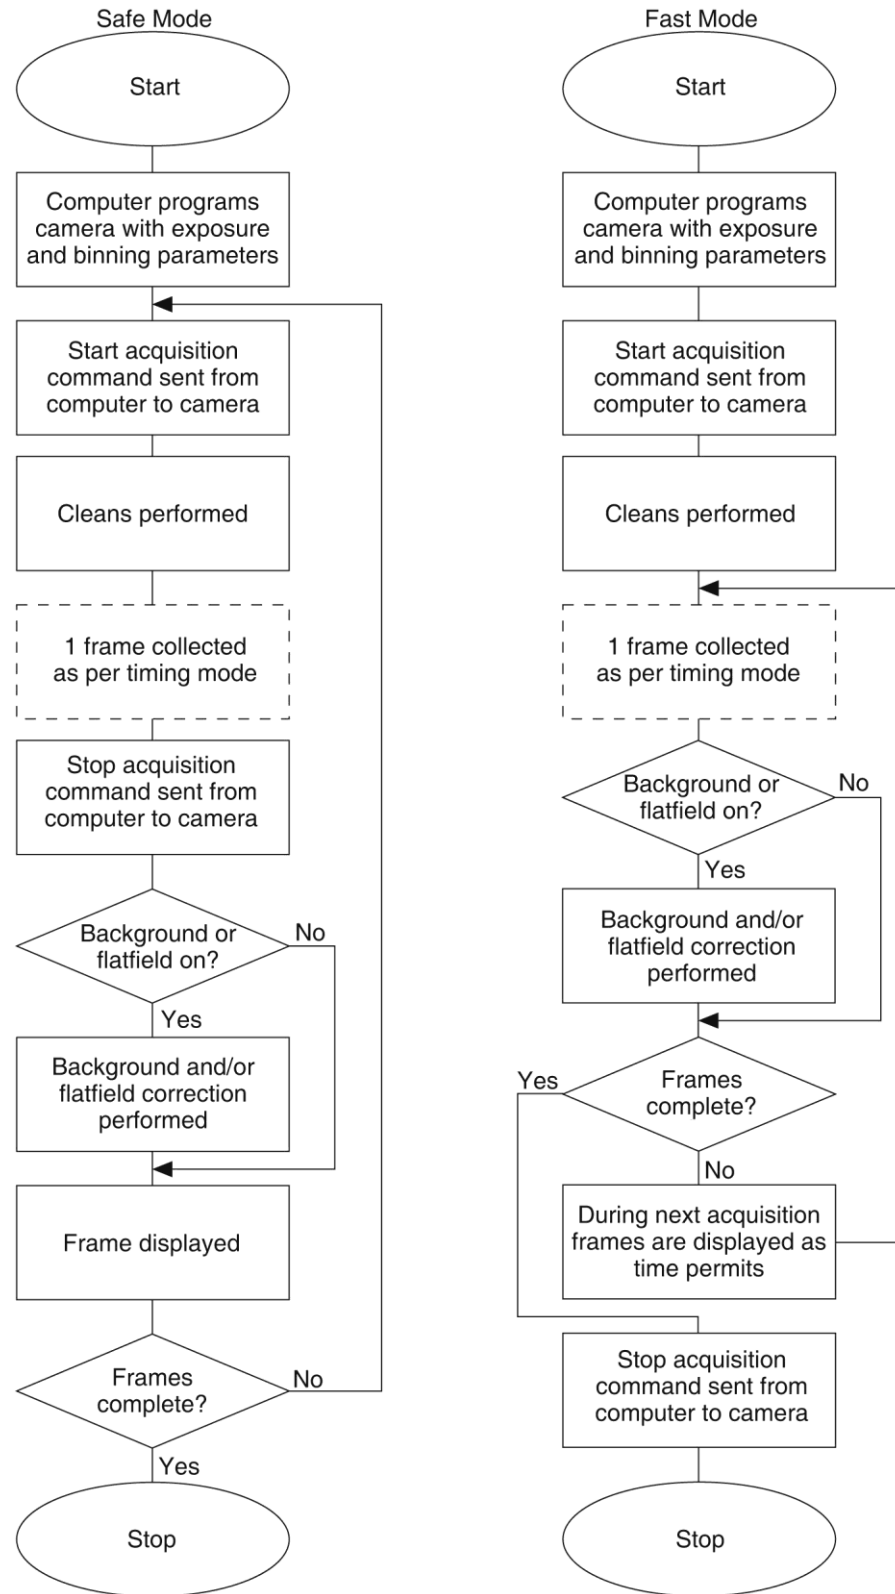 Safe Mode
Start
Computer programs
camera with exposure
and binning parameters
Start acquisition
command sent from
computer to camera
Cleans performed
1 frame collected
as per timing mode
Stop acquisition
command sent from
computer to camera
Background or
flatfield on?
No
Yes
Background and/or
flatfield correction
performed
Frame displayed
Frames
complete?
No
Yes
Stop
Fast Mode
Start
Computer programs
camera with exposure
and binning parameters
Start acquisition
command sent from
computer to camera
Cleans performed
1 frame collected
as per timing mode
Background or
flatfield on?
No
Yes
Background and/or
flatfield correction
performed
Frames
complete?
Yes
No
During next acquisition
frames are displayed as
time permits
Stop acquisition
command sent from
computer to camera
Stop